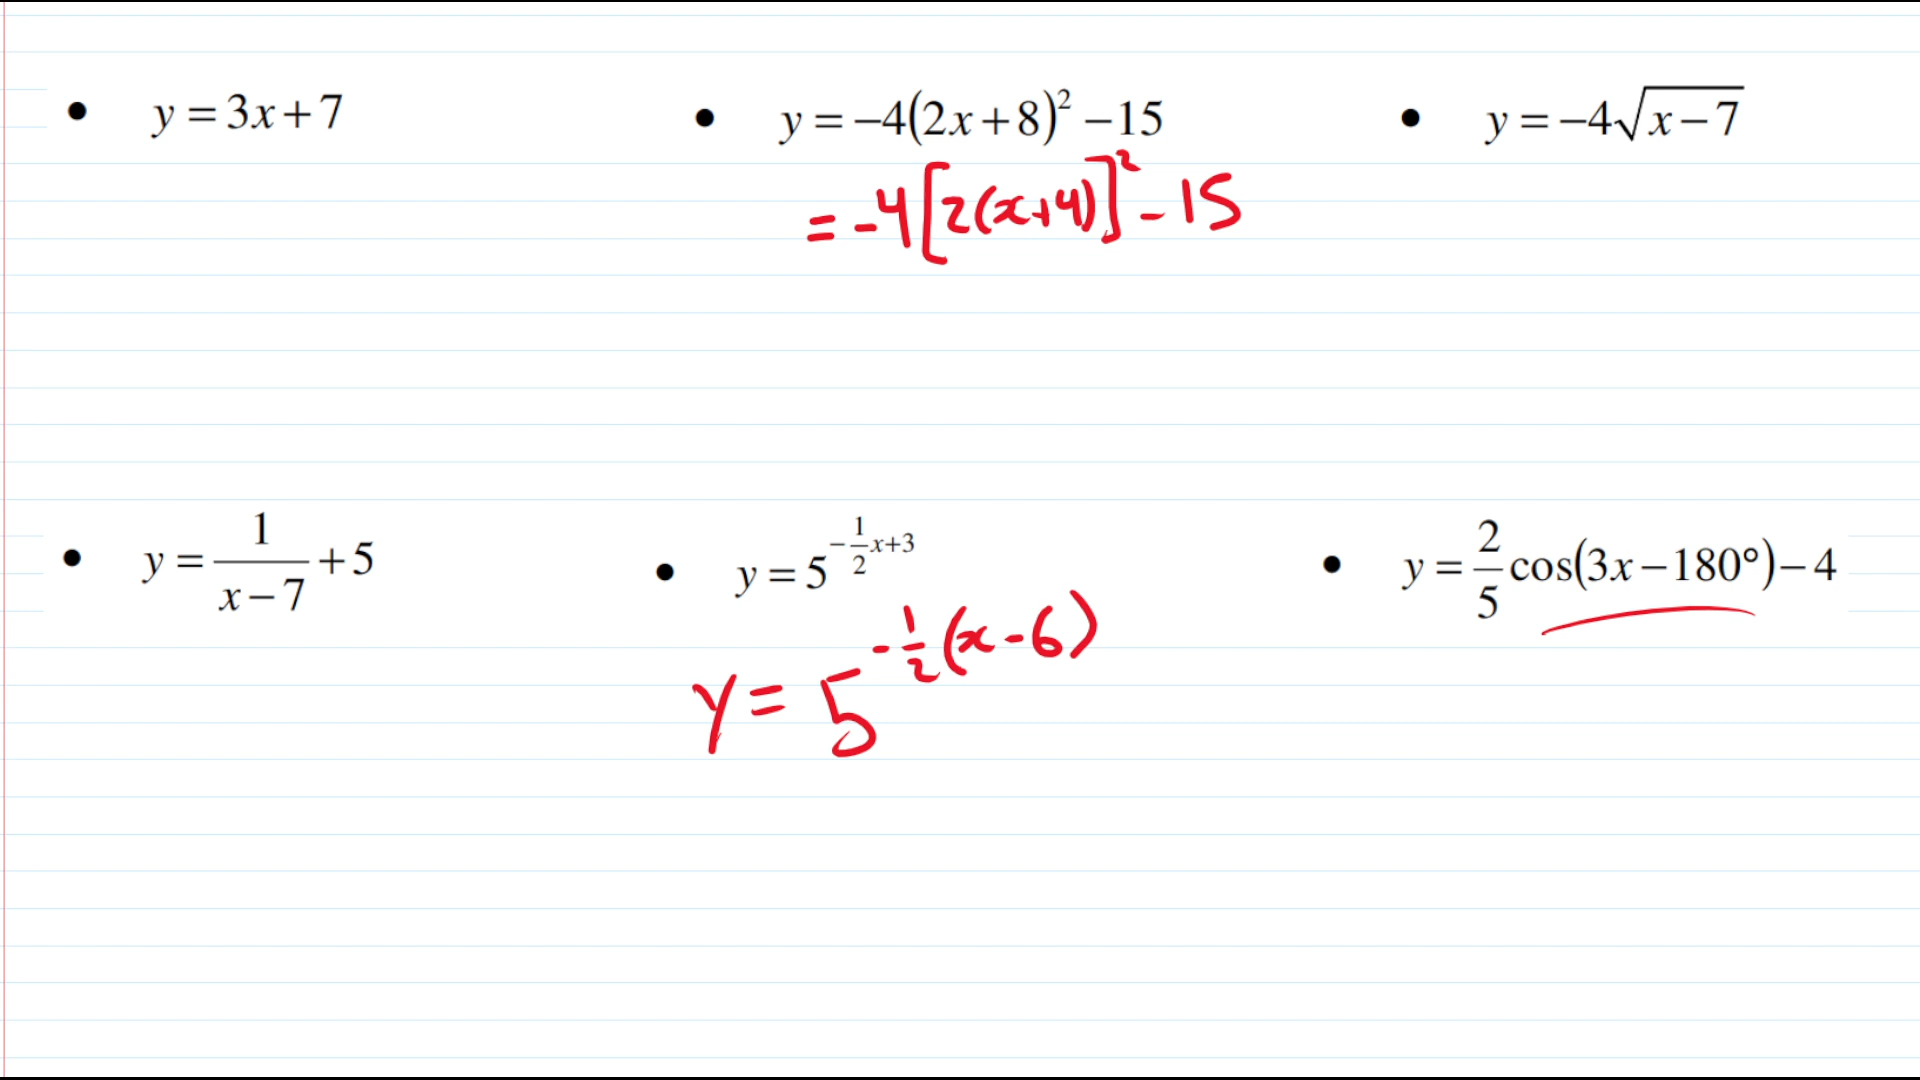 • y = 3x + 7
• y = −4(2x + 8)² − 15
= -4[2(x+4)]² - 15
• y = −4√(x − 7)
• y = 1/(x − 7) + 5
• y = 5^(−1/2x+3)
y = 5^(-1/2(x-6))
• y = 2/5 cos(3x − 180°) − 4